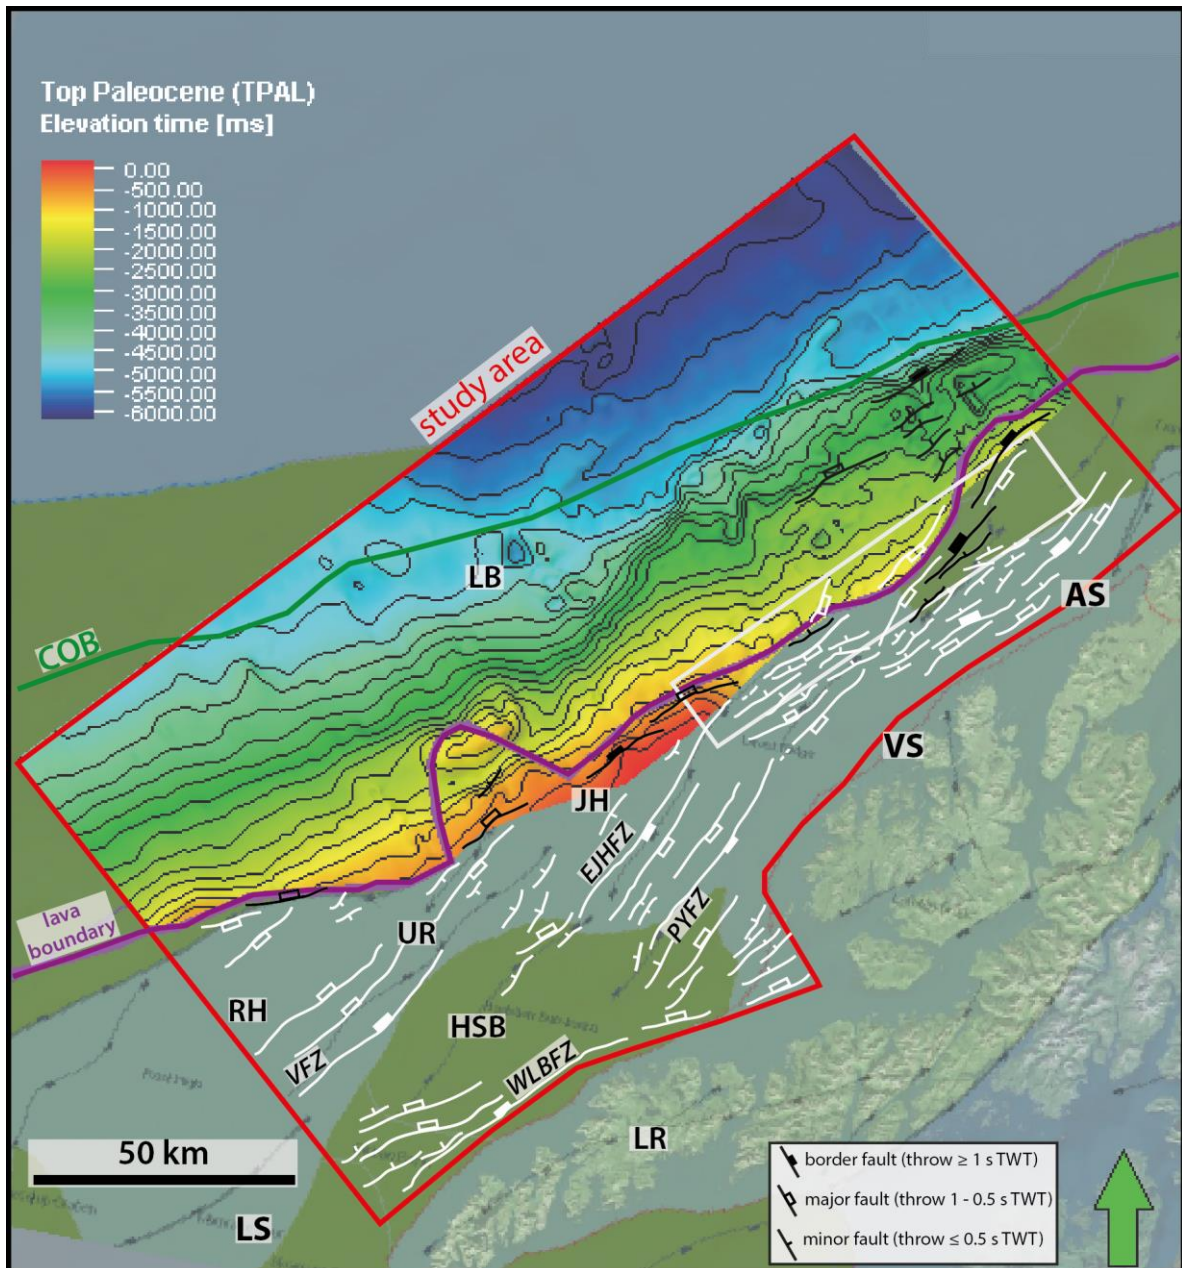 Top Paleocene (TPAL)
Elevation time [ms]
0.00
-500.00
-1000.00
-1500.00
-2000.00
-2500.00
-3000.00
-3500.00
-4000.00
-4500.00
-5000.00
-5500.00
-6000.00
study area
COB
LB
AS
VS
JH
EJHFZ
lava
boundary
UR
PYFZ
RH
HSB
VFZ
WLBFZ
50 km
LR
LS
border fault (throw ≥ 1 s TWT)
major fault (throw 1 - 0.5 s TWT)
minor fault (throw ≤ 0.5 s TWT)